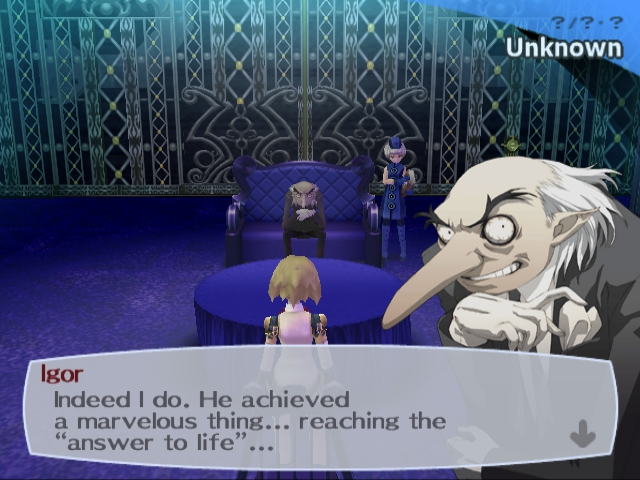 ?/?・?
Unknown
Igor
Indeed I do. He achieved
a marvelous thing... reaching the
“answer to life”...